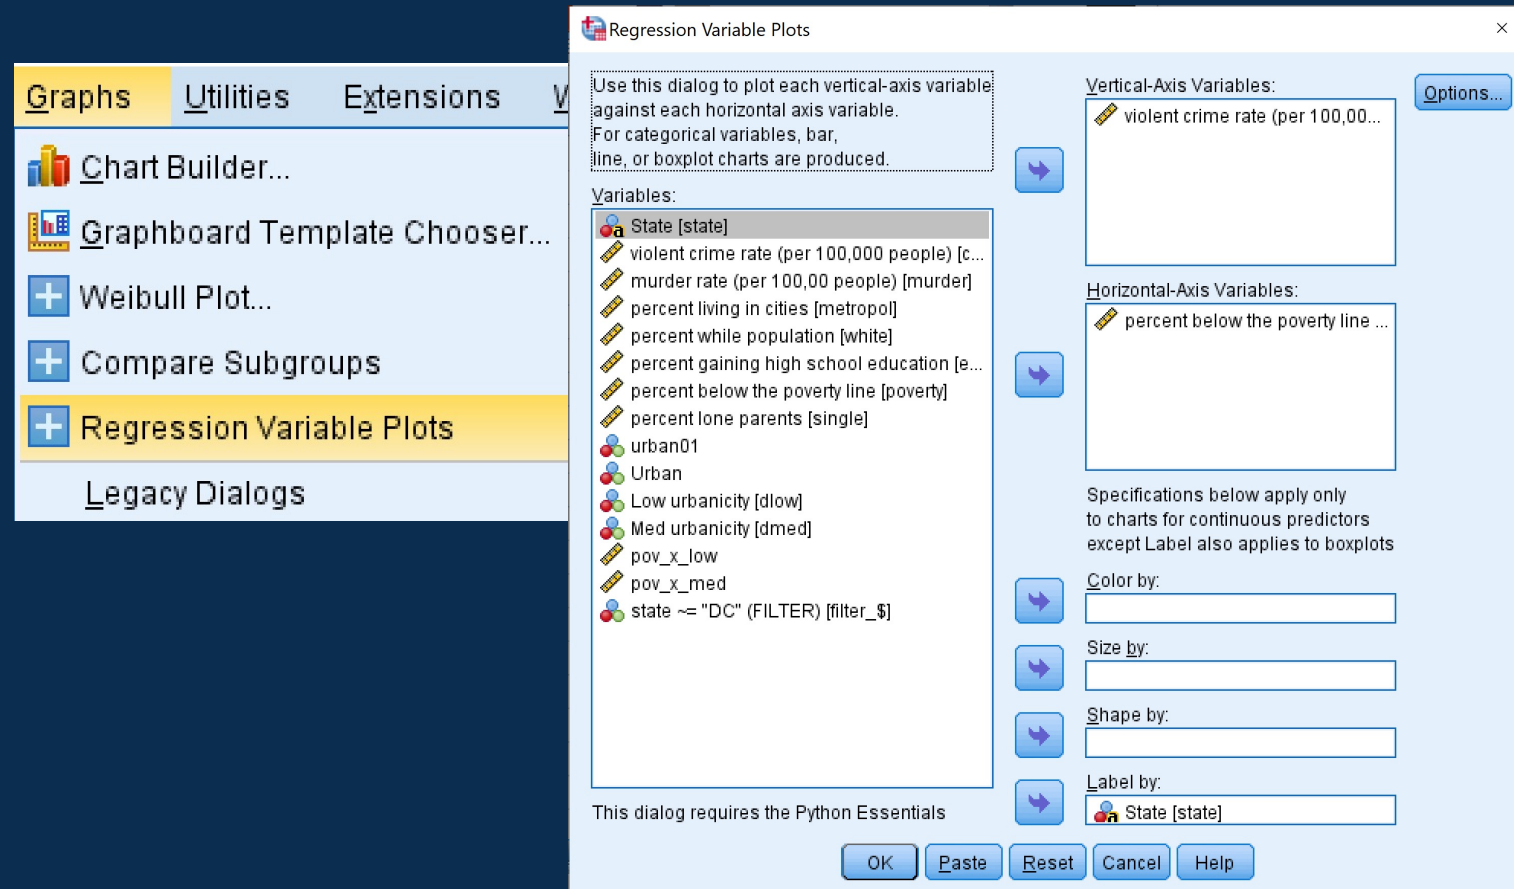 Graphs
Utilities
Extensions
Chart Builder...
Graphboard Template Chooser...
Weibull Plot...
Compare Subgroups
Regression Variable Plots
Legacy Dialogs
Regression Variable Plots
Use this dialog to plot each vertical-axis variable
against each horizontal axis variable.
For categorical variables, bar,
line, or boxplot charts are produced.
Variables:
State [state]
violent crime rate (per 100,000 people) [c...
murder rate (per 100,00 people) [murder]
percent living in cities [metropol]
percent while population [white]
percent gaining high school education [e...
percent below the poverty line [poverty]
percent lone parents [single]
urban01
Urban
Low urbanicity [dlow]
Med urbanicity [dmed]
pov_x_low
pov_x_med
state ~= "DC" (FILTER) [filter_$]
This dialog requires the Python Essentials
Vertical-Axis Variables:
violent crime rate (per 100,00...
Options...
Horizontal-Axis Variables:
percent below the poverty line ...
Specifications below apply only
to charts for continuous predictors
except Label also applies to boxplots
Color by:
Size by:
Shape by:
Label by:
State [state]
OK
Paste
Reset
Cancel
Help